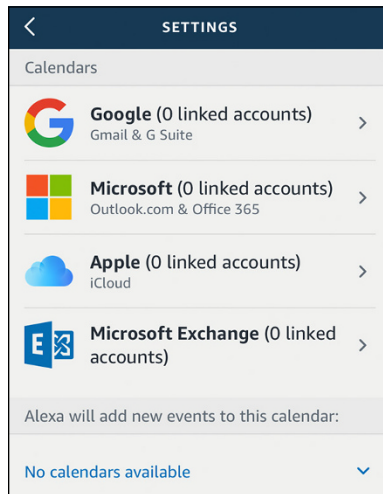 SETTINGS
Calendars
Google (0 linked accounts)
Gmail & G Suite
Microsoft (0 linked accounts)
Outlook.com & Office 365
Apple (0 linked accounts)
iCloud
E
Microsoft Exchange (0 linked
accounts)
Alexa will add new events to this calendar:
No calendars available